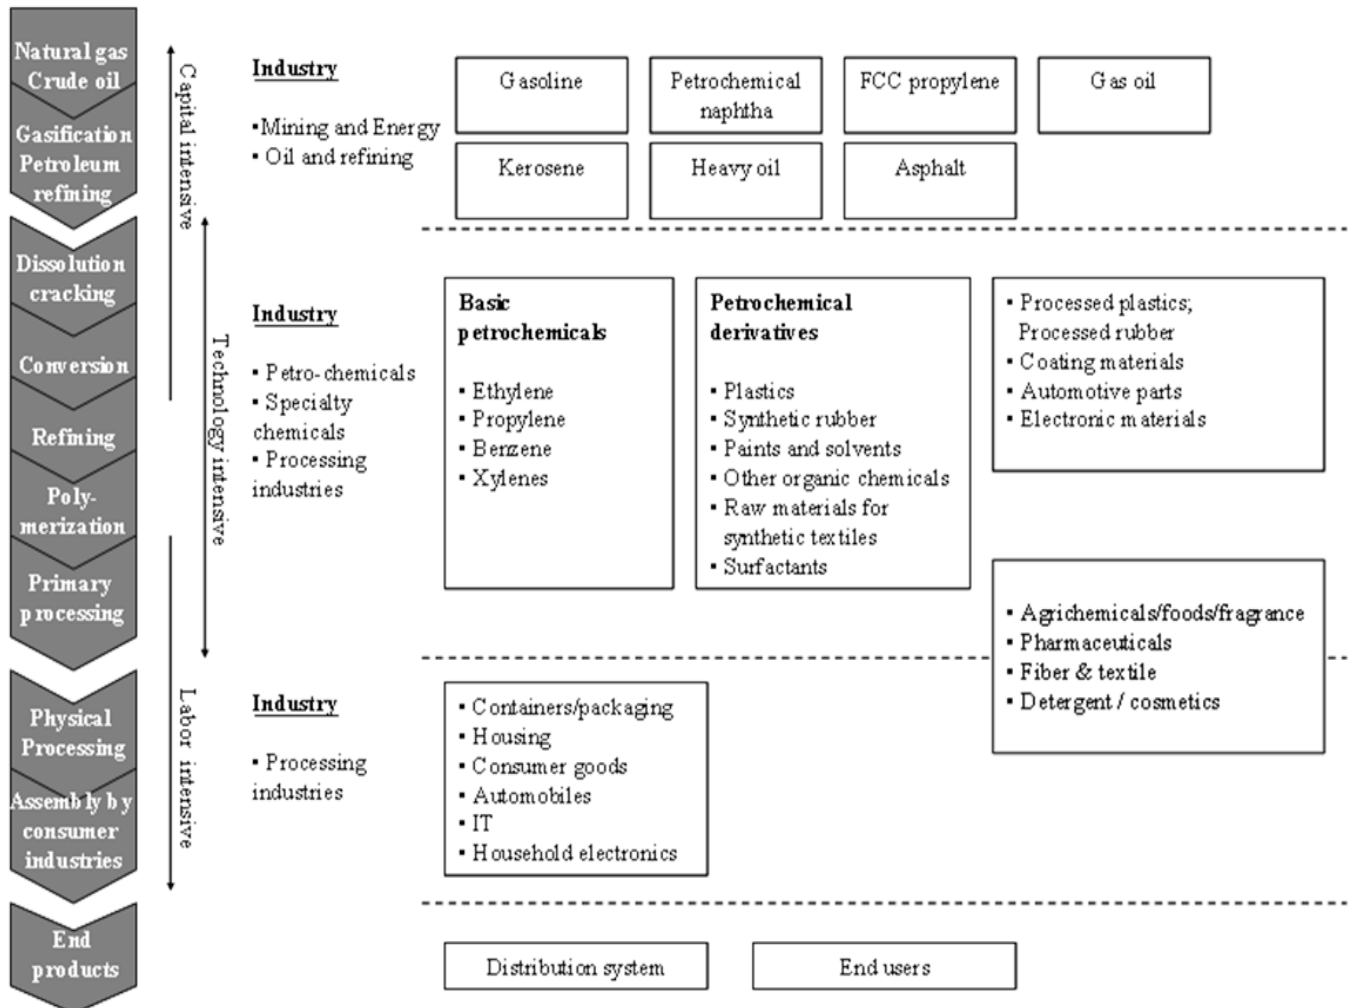 Natural gas
Crude oil
Gasification
Petroleum
refining
Dissolution
cracking
Conversion
Refining
Poly-
merization
Primary
processing
Physical
Processing
Assembly by
consumer
industries
End
products
Capital intensive
Technology intensive
Labor intensive
Industry
▪Mining and Energy
▪ Oil and refining
Gasoline
Petrochemical
naphtha
FCC propylene
Gas oil
Kerosene
Heavy oil
Asphalt
Industry
▪ Petro-chemicals
▪ Specialty
chemicals
▪ Processing
industries
Basic
petrochemicals
▪ Ethylene
▪ Propylene
▪ Benzene
▪ Xylenes
Petrochemical
derivatives
▪ Plastics
▪ Synthetic rubber
▪ Paints and solvents
▪ Other organic chemicals
▪ Raw materials for
synthetic textiles
▪ Surfactants
▪ Processed plastics;
Processed rubber
▪ Coating materials
▪ Automotive parts
▪ Electronic materials
▪ Agrichemicals/foods/fragrance
▪ Pharmaceuticals
▪ Fiber & textile
▪ Detergent / cosmetics
Industry
▪ Processing
industries
▪ Containers/packaging
▪ Housing
▪ Consumer goods
▪ Automobiles
▪ IT
▪ Household electronics
Distribution system
End users